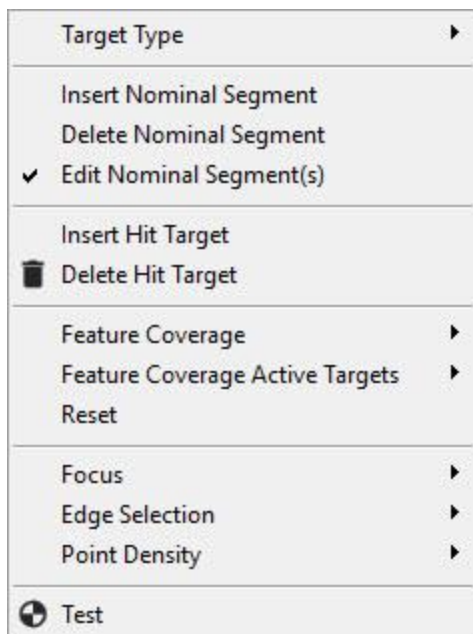 Target Type
Insert Nominal Segment
Delete Nominal Segment
Edit Nominal Segment(s)
Insert Hit Target
Delete Hit Target
Feature Coverage
Feature Coverage Active Targets
Reset
Focus
Edge Selection
Point Density
Test